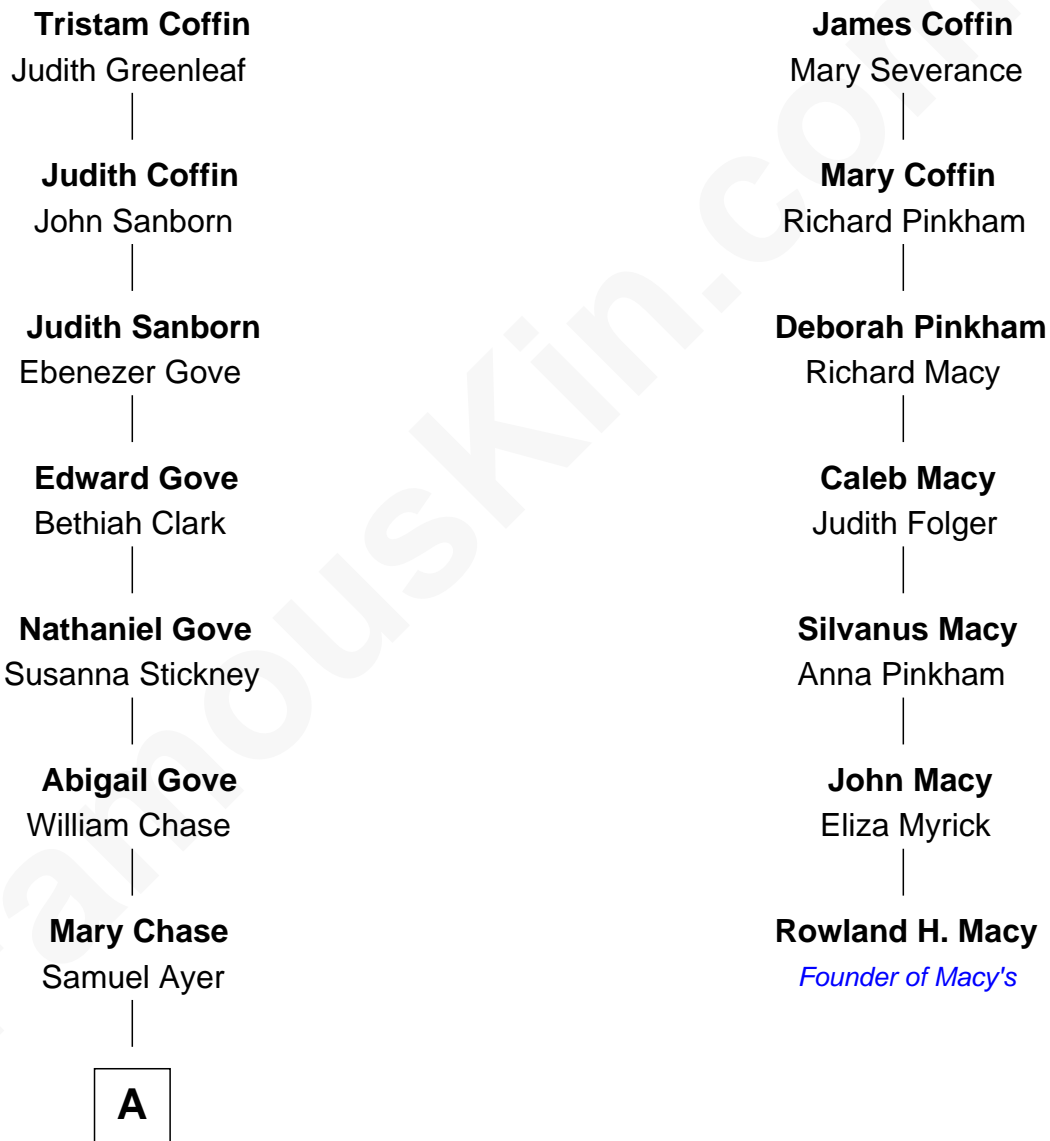 Tristam Coffin
Judith Greenleaf
Judith Coffin
John Sanborn
Judith Sanborn
Ebenezer Gove
Edward Gove
Bethiah Clark
Nathaniel Gove
Susanna Stickney
Abigail Gove
William Chase
Mary Chase
Samuel Ayer
A
James Coffin
Mary Severance
Mary Coffin
Richard Pinkham
Deborah Pinkham
Richard Macy
Caleb Macy
Judith Folger
Silvanus Macy
Anna Pinkham
John Macy
Eliza Myrick
Rowland H. Macy
Founder of Macy's
FamousKin.com